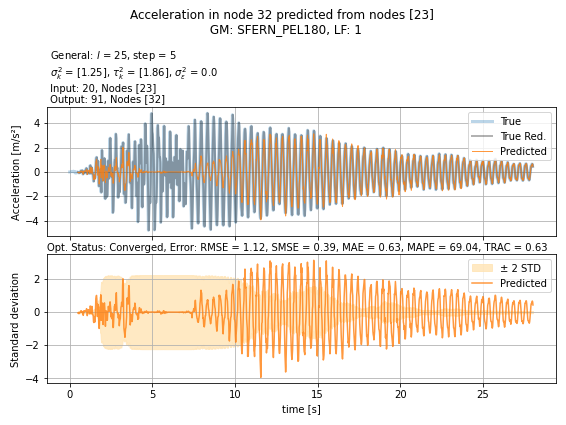 Acceleration in node 32 predicted from nodes [23]
GM: SFERN_PEL180, LF: 1
General: l = 25, step = 5
σ²ₖ = [1.25], τ²ₖ = [1.86], σ²ε = 0.0
Input: 20, Nodes [23]
Output: 91, Nodes [32]
Acceleration [m/s²]
4
2
0
−2
−4
True
True Red.
Predicted
Opt. Status: Converged, Error: RMSE = 1.12, SMSE = 0.39, MAE = 0.63, MAPE = 69.04, TRAC = 0.63
Standard deviation
2
0
−2
−4
± 2 STD
Predicted
0 5 10 15 20 25
time [s]